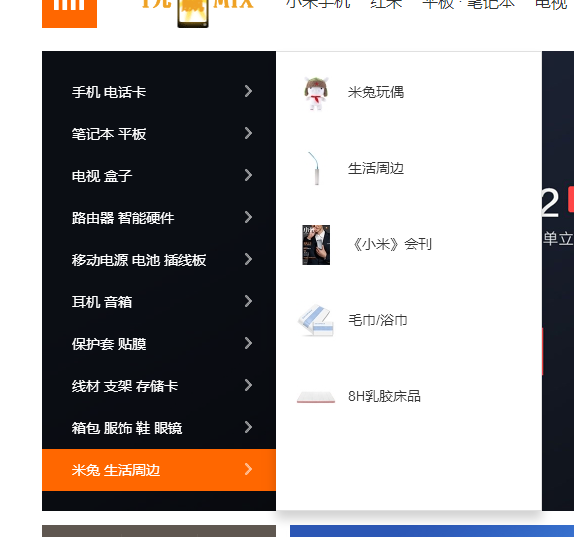 小米手机 红米 平板 · 笔记本 电视
手机 电话卡
笔记本 平板
电视 盒子
路由器 智能硬件
移动电源 电池 插线板
耳机 音箱
保护套 贴膜
线材 支架 存储卡
箱包 服饰 鞋 眼镜
米兔 生活周边
米兔玩偶
生活周边
《小米》会刊
毛巾/浴巾
8H乳胶床品
2
单立